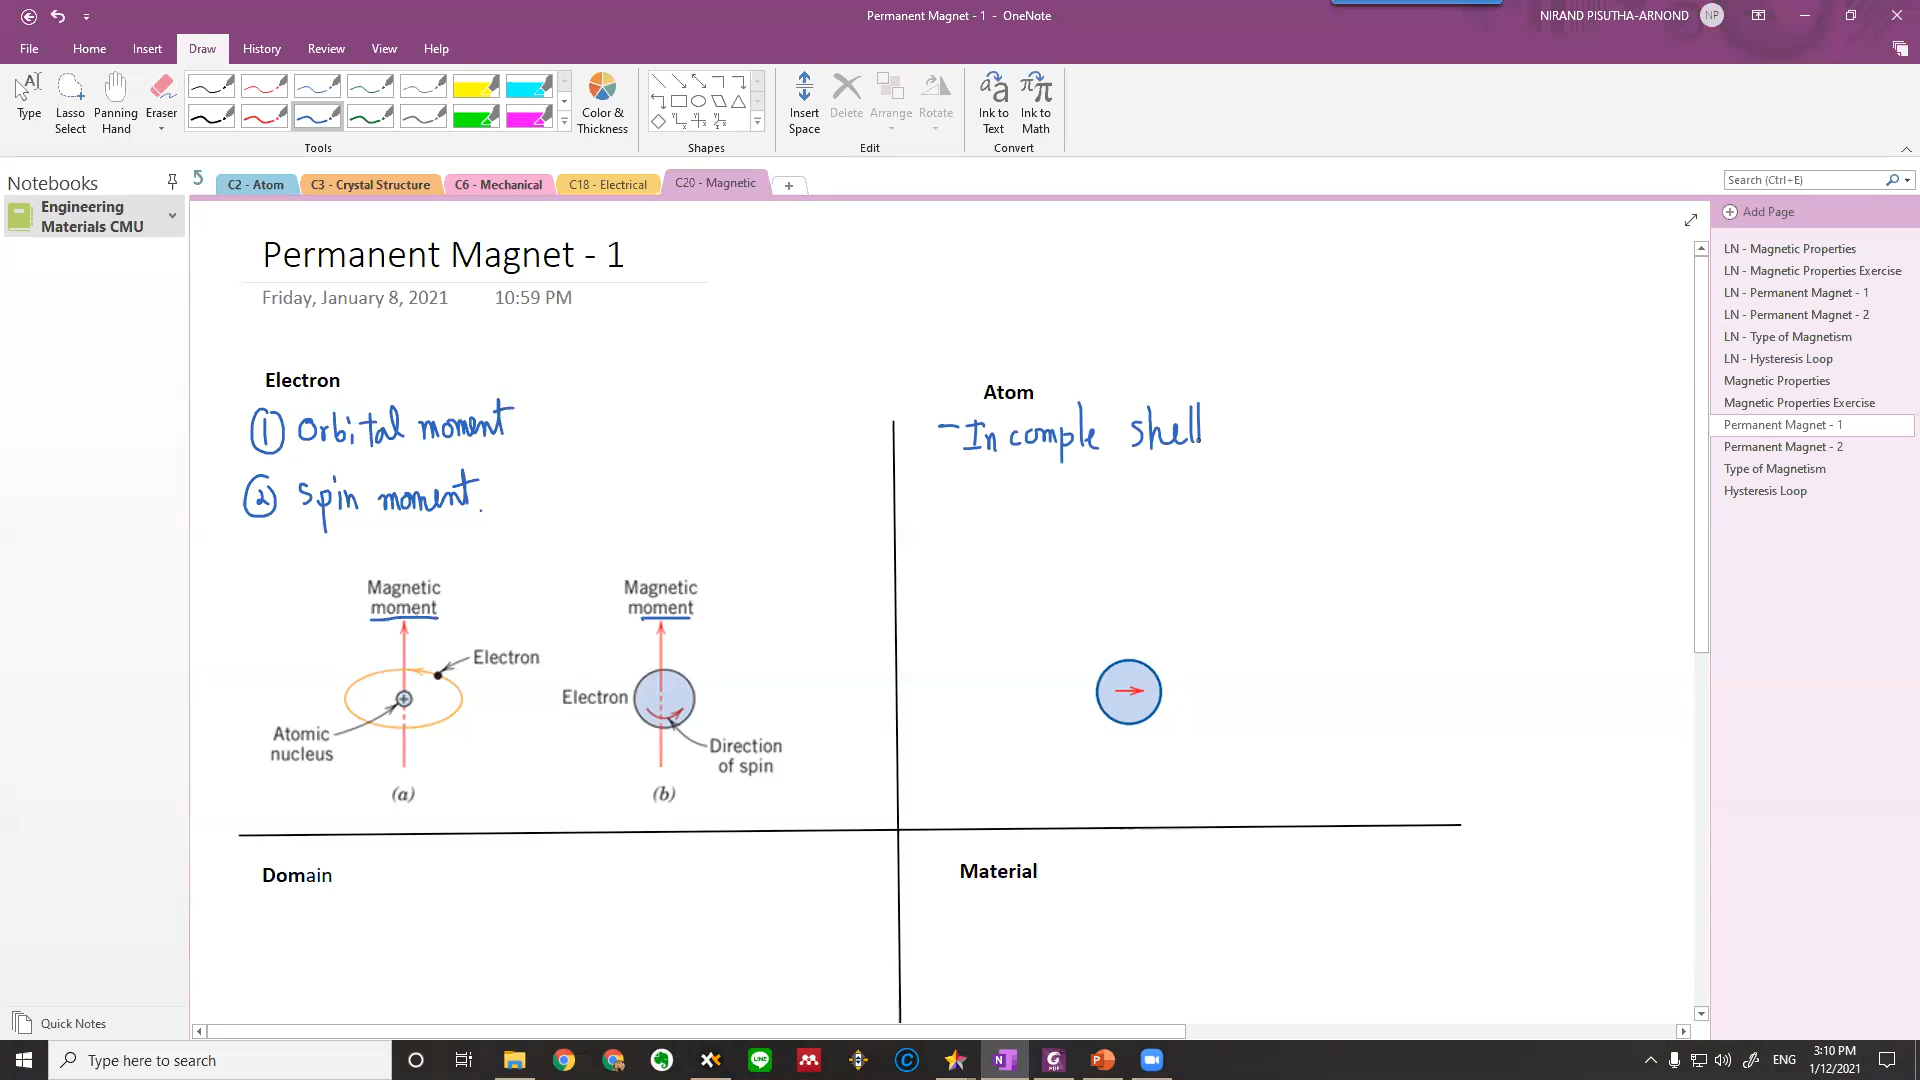 Permanent Magnet - 1 - OneNote
NIRAND PISUTHA-ARNOND NP
File Home Insert Draw History Review View Help
Type
Lasso Select
Panning Hand
Eraser
Color & Thickness
Insert Space
Delete
Arrange
Rotate
Ink to Text
Ink to Math
Tools
Shapes
Edit
Convert
Notebooks
Engineering Materials CMU
C2 - Atom
C3 - Crystal Structure
C6 - Mechanical
C18 - Electrical
C20 - Magnetic
Search (Ctrl+E)
Permanent Magnet - 1
Friday, January 8, 2021 10:59 PM
Electron
① Orbital moment
② Spin moment.
Magnetic moment
Electron
Atomic nucleus
(a)
Magnetic moment
Electron
Direction of spin
(b)
Atom
- Incomple shell
Domain
Material
Add Page
LN - Magnetic Properties
LN - Magnetic Properties Exercise
LN - Permanent Magnet - 1
LN - Permanent Magnet - 2
LN - Type of Magnetism
LN - Hysteresis Loop
Magnetic Properties
Magnetic Properties Exercise
Permanent Magnet - 1
Permanent Magnet - 2
Type of Magnetism
Hysteresis Loop
Quick Notes
Type here to search
ENG
3:10 PM
1/12/2021